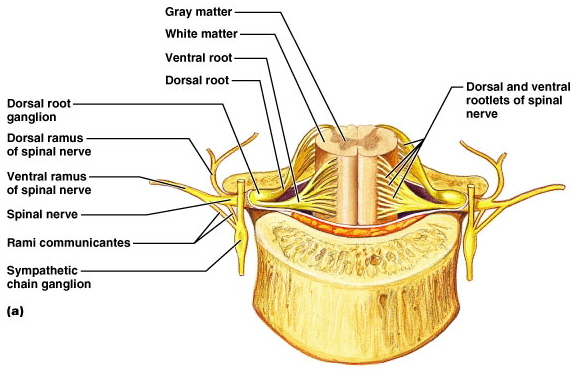 Gray matter
White matter
Ventral root
Dorsal root
Dorsal root
ganglion
Dorsal ramus
of spinal nerve
Ventral ramus
of spinal nerve
Spinal nerve
Rami communicantes
Sympathetic
chain ganglion
(a)
Dorsal and ventral
rootlets of spinal
nerve